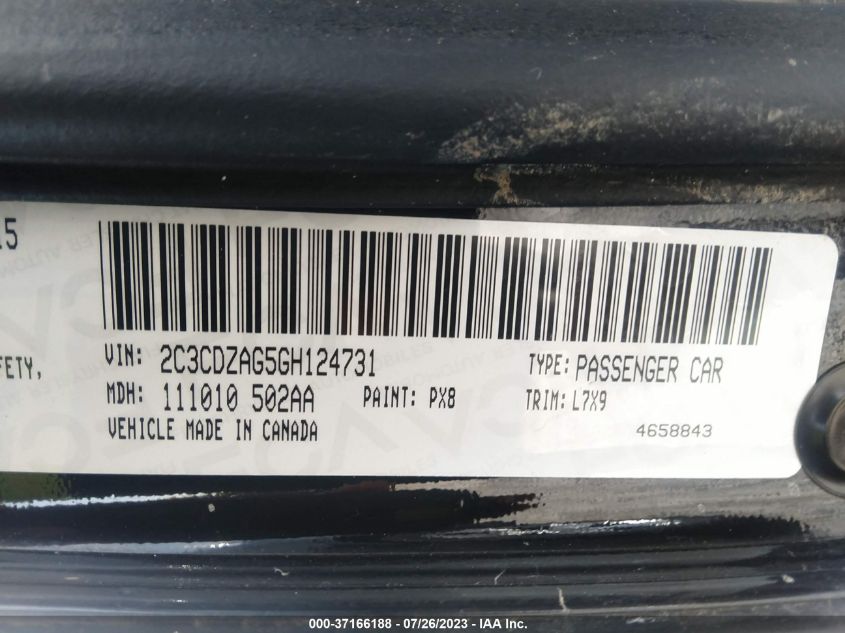 15
FETY,
VIN: 2C3CDZAG5GH124731 TYPE: PASSENGER CAR
MDH: 111010 502AA PAINT: PX8 TRIM: L7X9
VEHICLE MADE IN CANADA 4658843
000-37166188 - 07/26/2023 - IAA Inc.